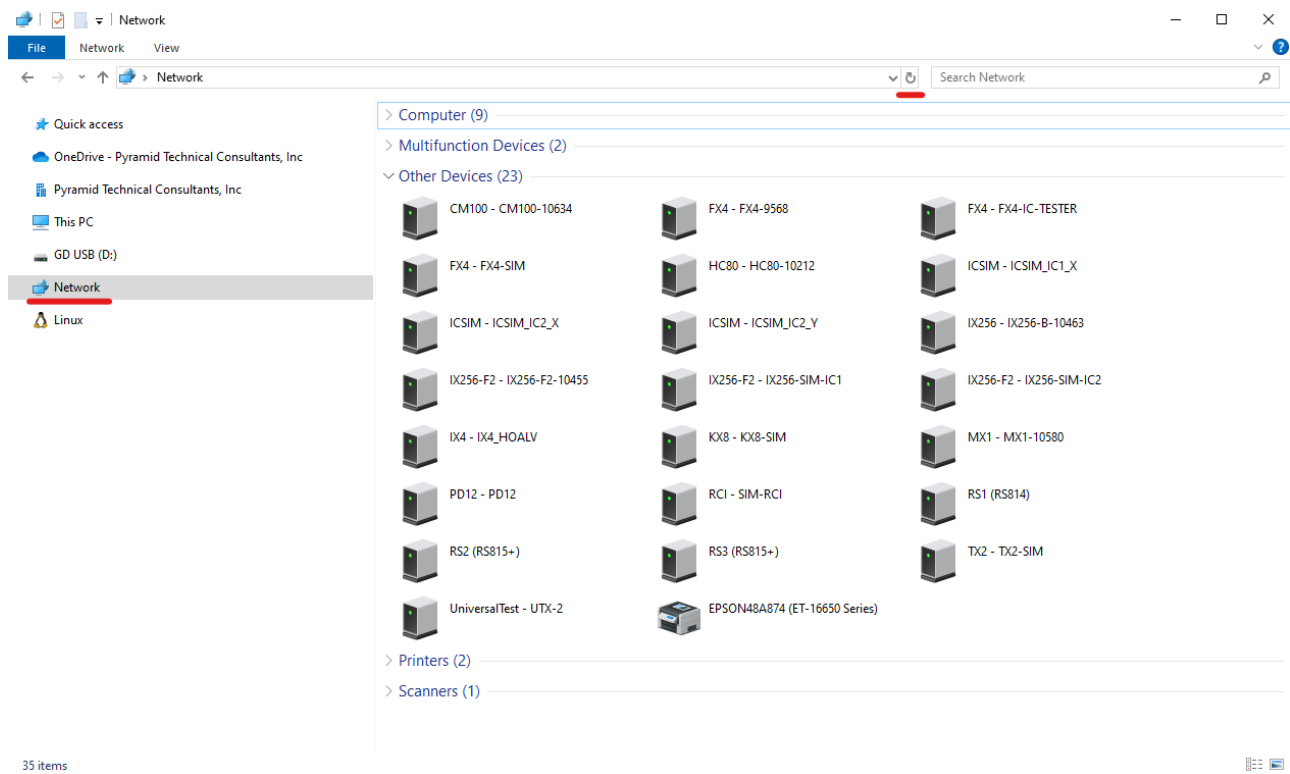 Network
File Network View
Network Search Network
Quick access
OneDrive - Pyramid Technical Consultants, Inc
Pyramid Technical Consultants, Inc
This PC
GD USB (D:)
Network
Linux
Computer (9)
Multifunction Devices (2)
Other Devices (23)
CM100 - CM100-10634 FX4 - FX4-9568 FX4 - FX4-IC-TESTER
FX4 - FX4-SIM HC80 - HC80-10212 ICSIM - ICSIM_IC1_X
ICSIM - ICSIM_IC2_X ICSIM - ICSIM_IC2_Y IX256 - IX256-B-10463
IX256-F2 - IX256-F2-10455 IX256-F2 - IX256-SIM-IC1 IX256-F2 - IX256-SIM-IC2
IX4 - IX4_HOALV KX8 - KX8-SIM MX1 - MX1-10580
PD12 - PD12 RCI - SIM-RCI RS1 (RS814)
RS2 (RS815+) RS3 (RS815+) TX2 - TX2-SIM
UniversalTest - UTX-2 EPSON48A874 (ET-16650 Series)
Printers (2)
Scanners (1)
35 items